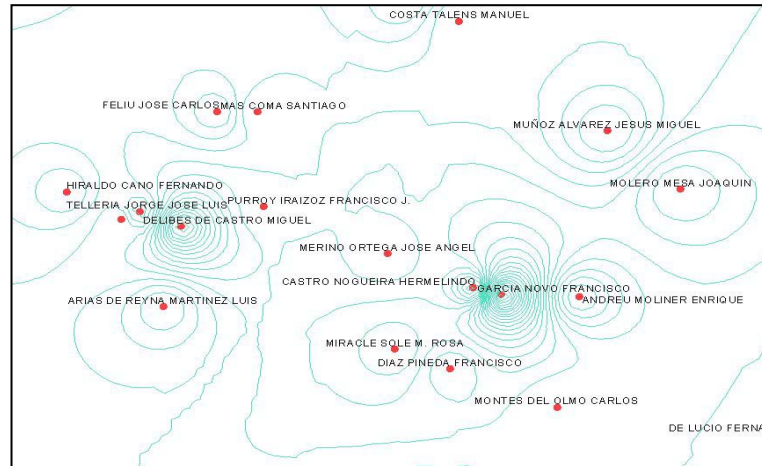 COSTA TALENS MANUEL
FELIU JOSE CARLOS MAS COMA SANTIAGO
MUÑOZ ALVAREZ JESUS MIGUEL
MOLERO MESA JOAQUIN
HIRALDO CANO FERNANDO
PURROY IRAIZOZ FRANCISCO J.
TELLERIA JORGE JOSE LUIS
DELIBES DE CASTRO MIGUEL
MERINO ORTEGA JOSE ANGEL
CASTRO NOGUEIRA HERMELINDO
GARCIA NOVO FRANCISCO
ANDREU MOLINER ENRIQUE
ARIAS DE REYNA MARTINEZ LUIS
MIRACLE SOLE M. ROSA
DIAZ PINEDA FRANCISCO
MONTES DEL OLMO CARLOS
DE LUCIO FERNA